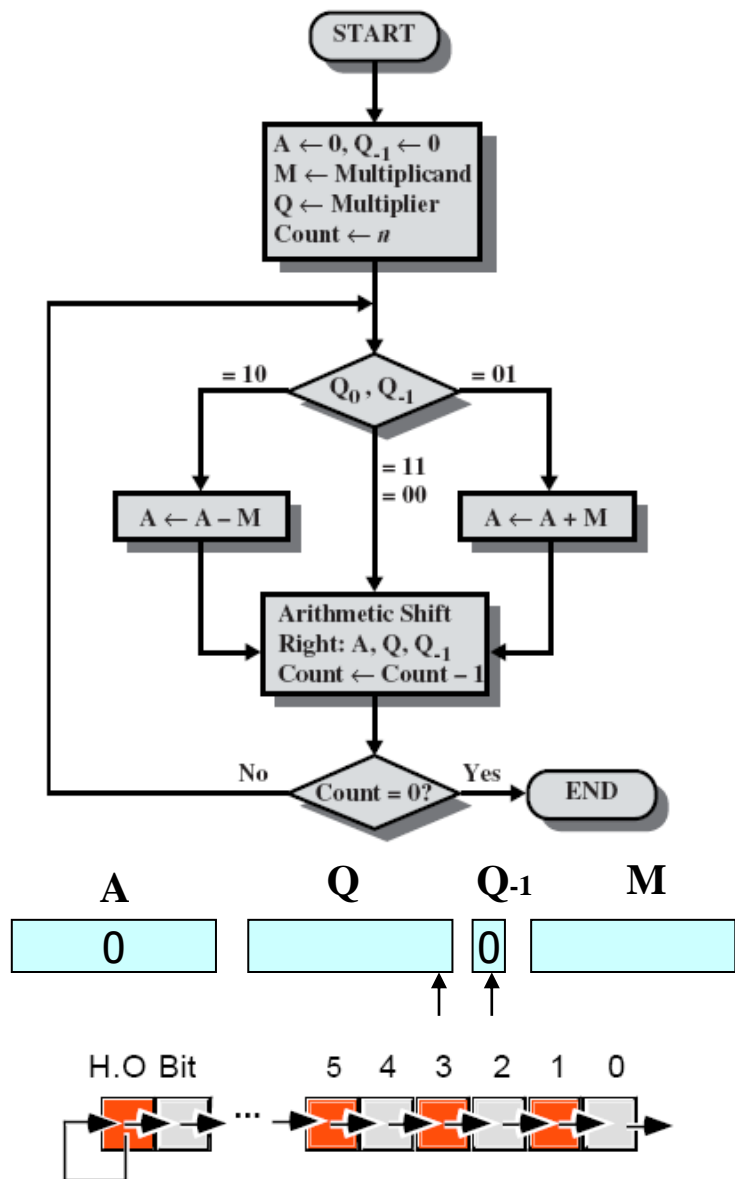 START
A ← 0, Q-1 ← 0
M ← Multiplicand
Q ← Multiplier
Count ← n
= 10
Q0 , Q-1
= 01
= 11
= 00
A ← A – M
A ← A + M
Arithmetic Shift
Right: A, Q, Q-1
Count ← Count – 1
No
Count = 0?
Yes
END
A Q Q-1 M
0 0
H.O Bit 5 4 3 2 1 0
...